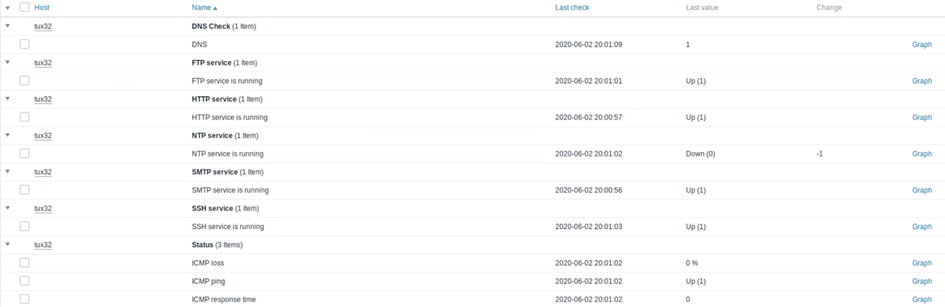 Host Name Last check Last value Change
tux32 DNS Check (1 Item)
DNS 2020-06-02 20:01:09 1 Graph
tux32 FTP service (1 Item)
FTP service is running 2020-06-02 20:01:01 Up (1) Graph
tux32 HTTP service (1 Item)
HTTP service is running 2020-06-02 20:00:57 Up (1) Graph
tux32 NTP service (1 Item)
NTP service is running 2020-06-02 20:01:02 Down (0) -1 Graph
tux32 SMTP service (1 Item)
SMTP service is running 2020-06-02 20:00:56 Up (1) Graph
tux32 SSH service (1 Item)
SSH service is running 2020-06-02 20:01:03 Up (1) Graph
tux32 Status (3 Items)
ICMP loss 2020-06-02 20:01:02 0 % Graph
ICMP ping 2020-06-02 20:01:02 Up (1) Graph
ICMP response time 2020-06-02 20:01:02 0 Graph